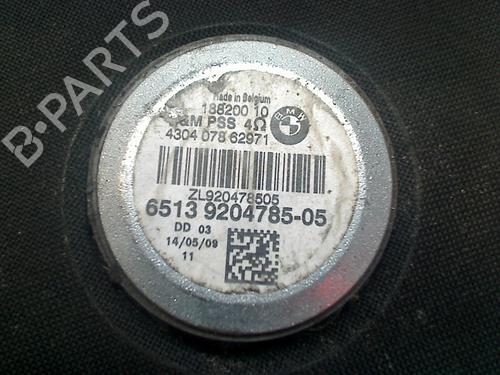 B-PARTS
Made in Belgium
188200 10
&M PSS 4Ω
BMW
4304 078 62971
ZL920478505
6513 9204785-05
DD 03
14/05/09
11